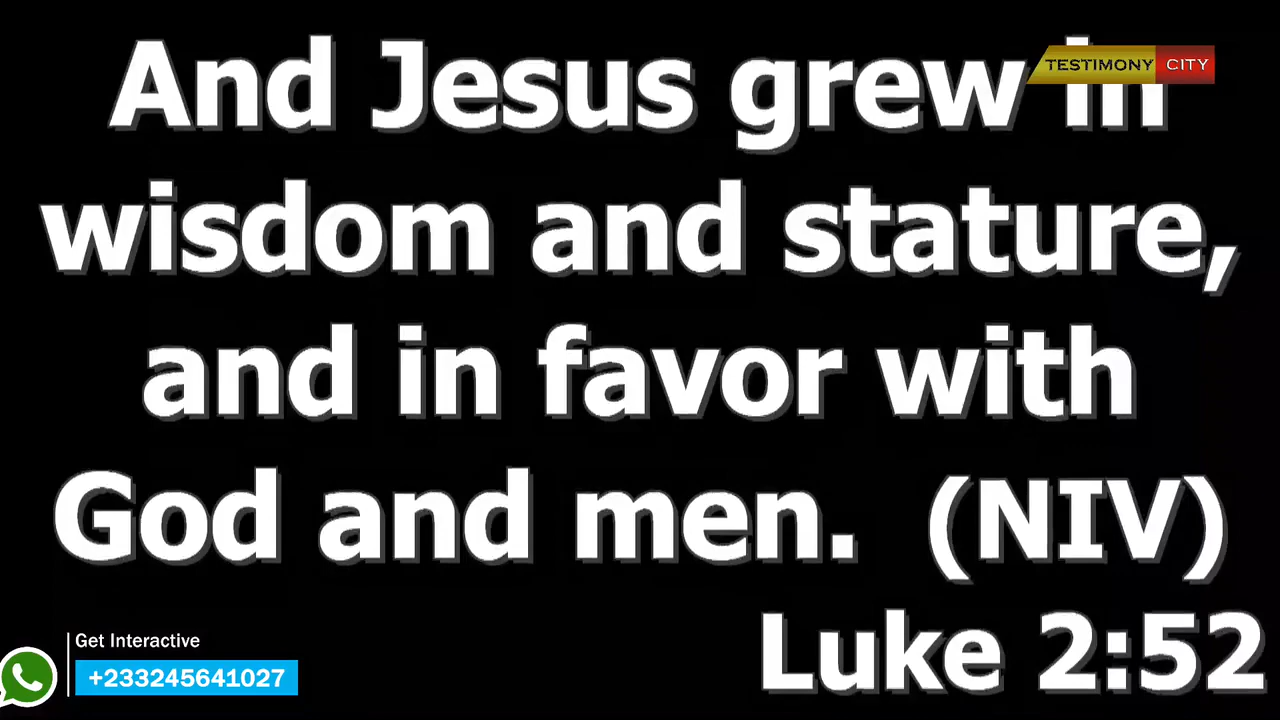 And Jesus grew in
TESTIMONY CITY
wisdom and stature,
and in favor with
God and men. (NIV)
Luke 2:52
Get Interactive
+233245641027